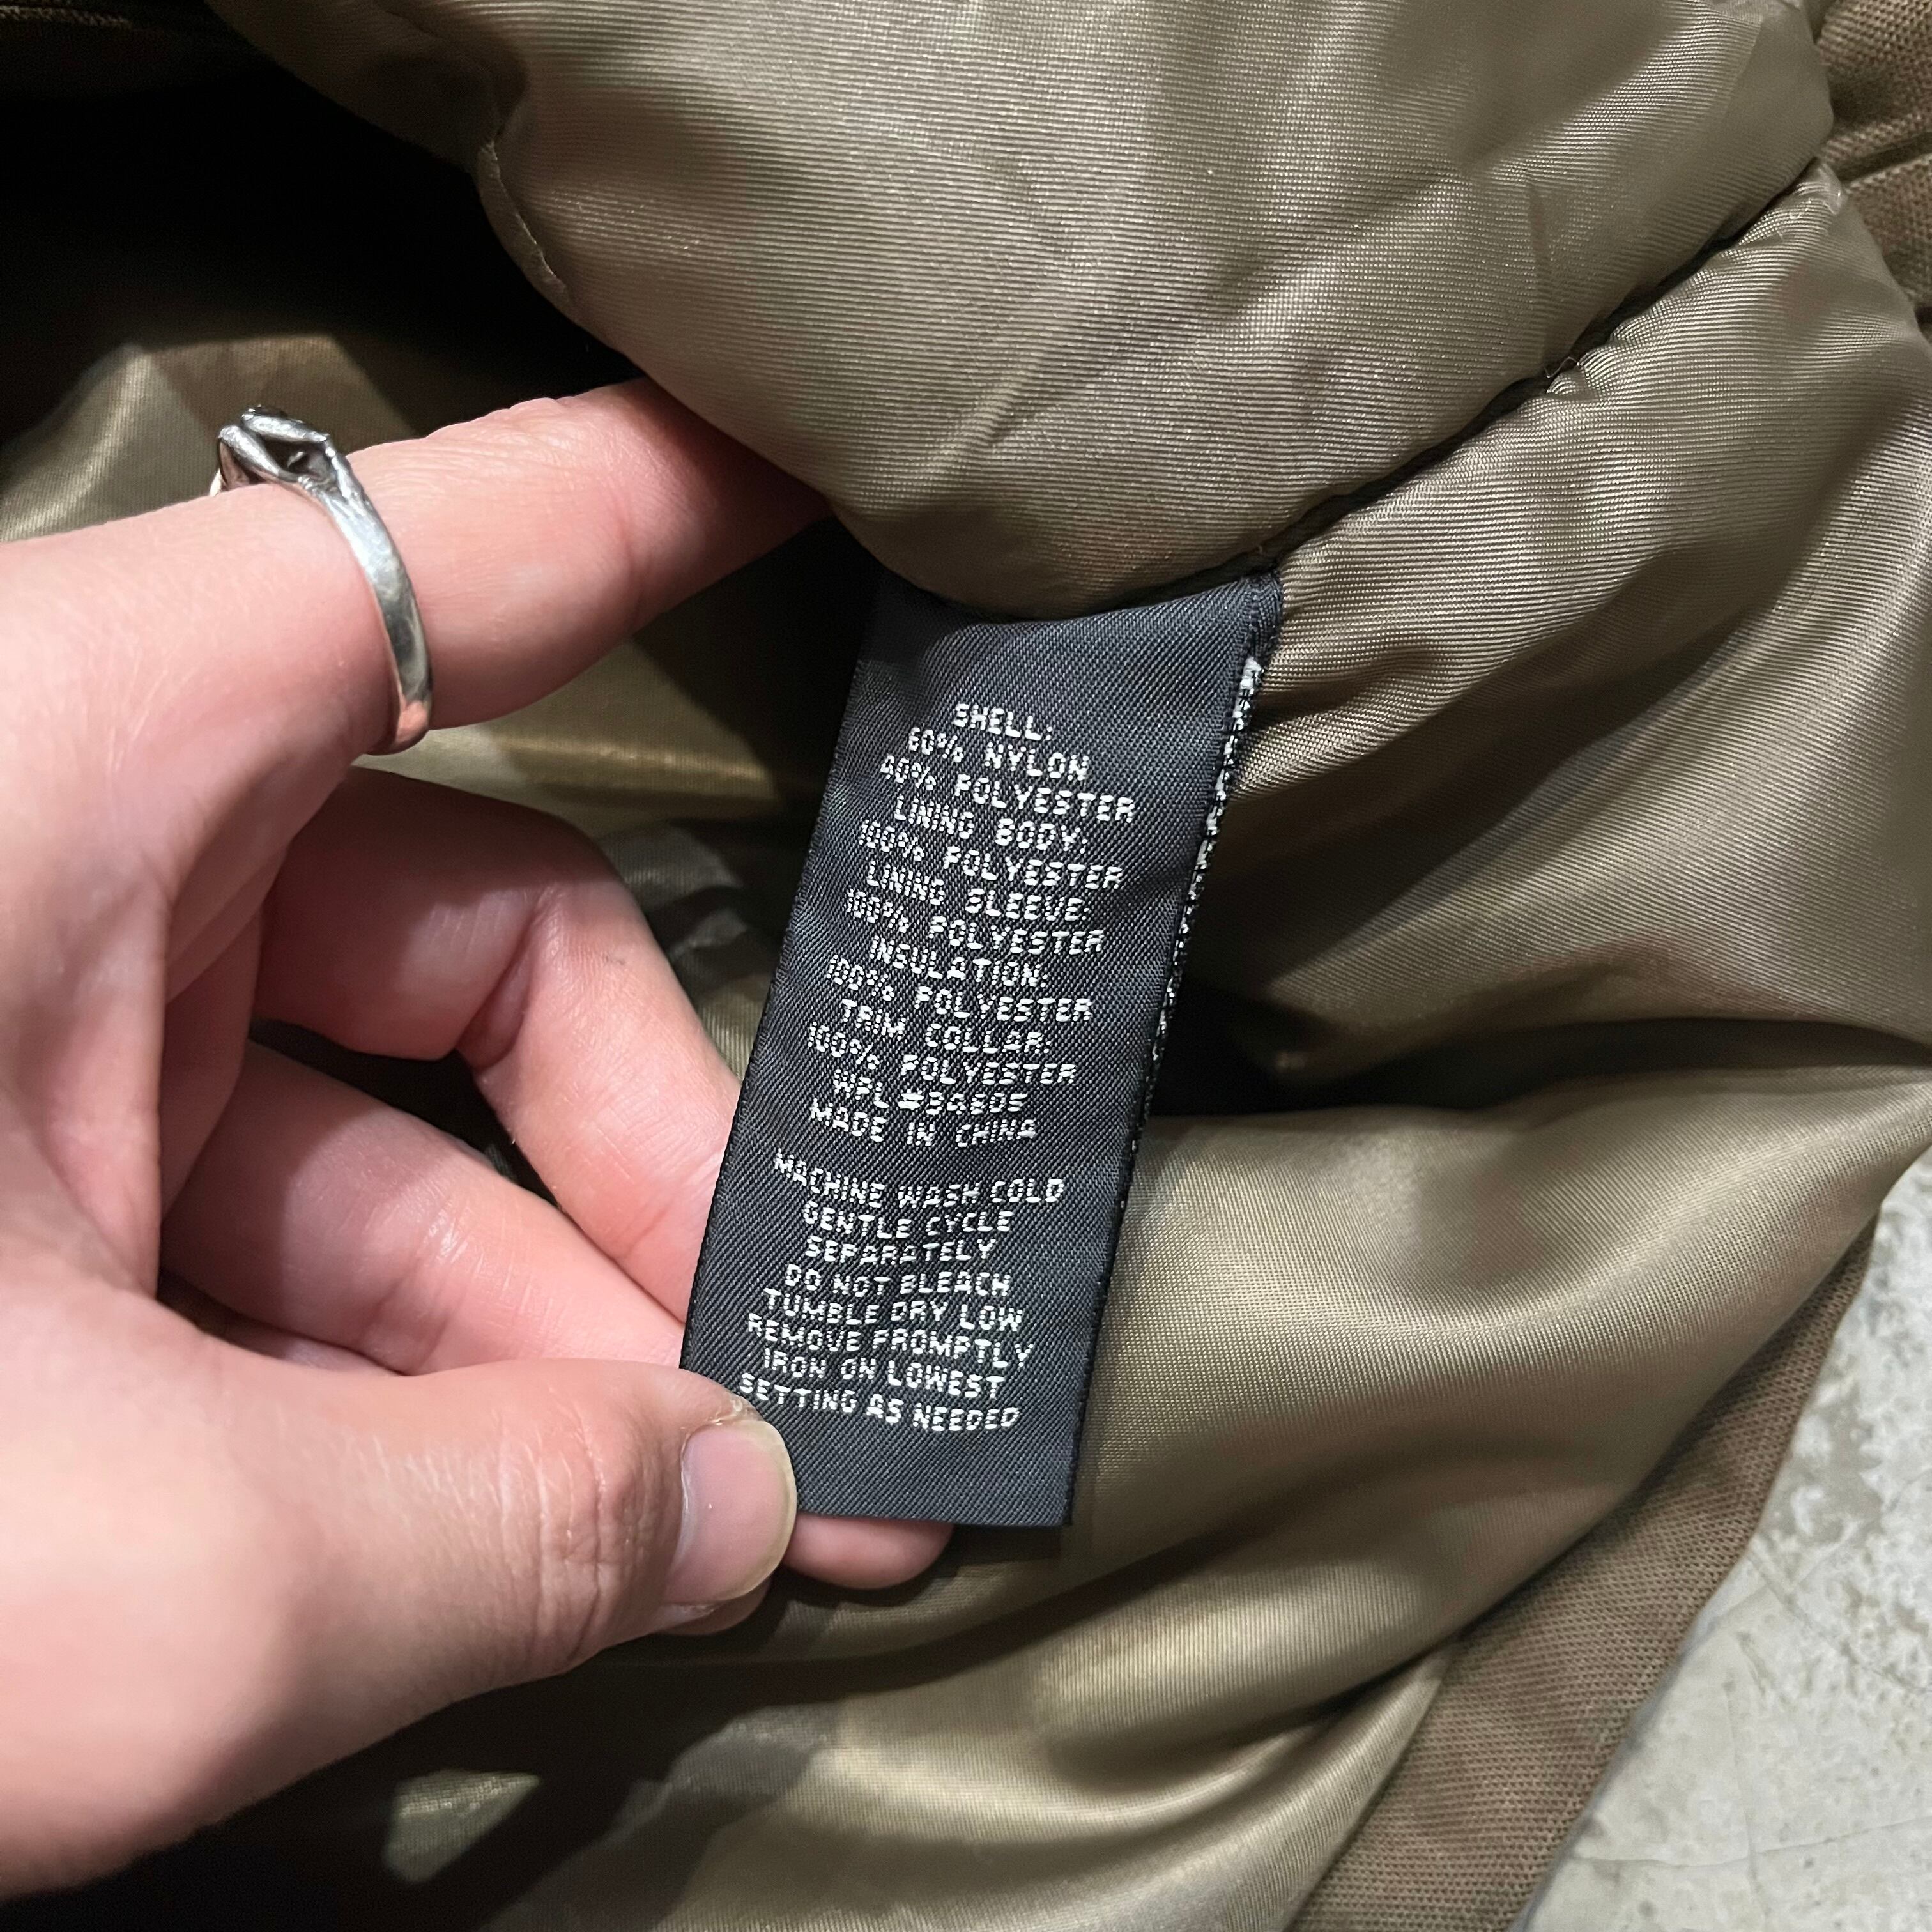 SHELL:
60% NYLON
40% POLYESTER
LINING BODY:
100% POLYESTER
LINING SLEEVE:
100% POLYESTER
INSULATION:
100% POLYESTER
TRIM COLLAR:
100% POLYESTER
MADE IN CHINA
MACHINE WASH COLD
GENTLE CYCLE
SEPARATELY
DO NOT BLEACH
TUMBLE DRY LOW
REMOVE PROMPTLY
IRON ON LOWEST
SETTING AS NEEDED